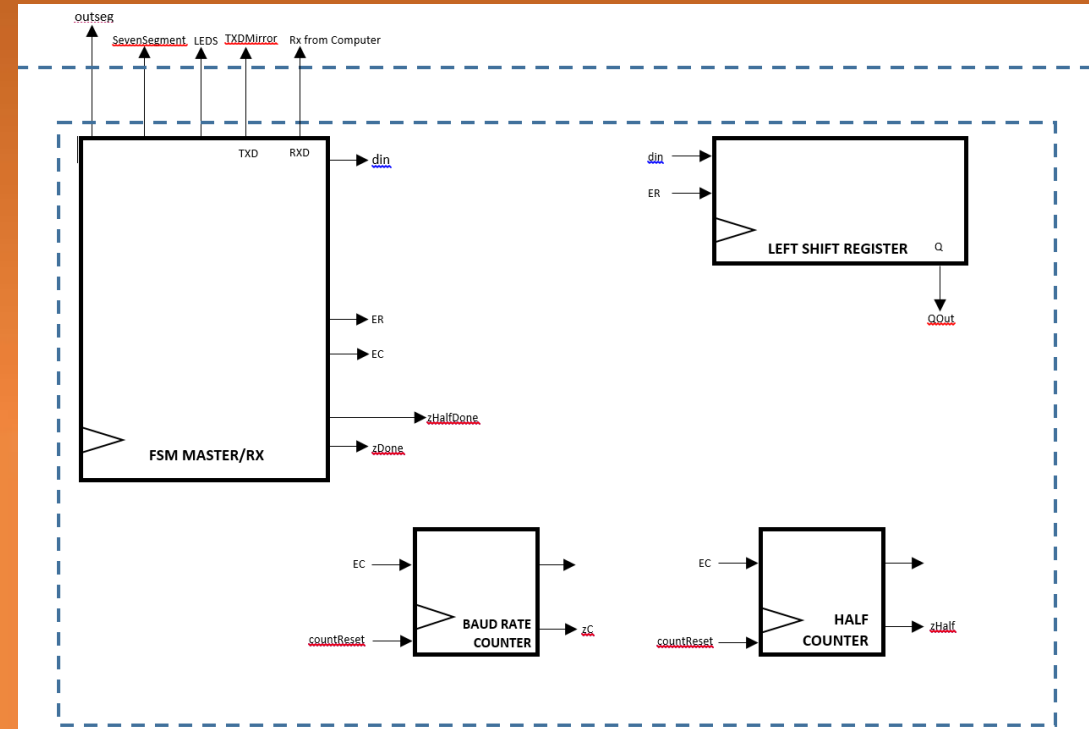 outseg
SevenSegment LEDS TXDMirror Rx from Computer
TXD RXD
din
din
ER
LEFT SHIFT REGISTER Q
QOut
ER
EC
zHalfDone
zDone
FSM MASTER/RX
EC
BAUD RATE
COUNTER
countReset
zC
EC
HALF
COUNTER
countReset
zHalf